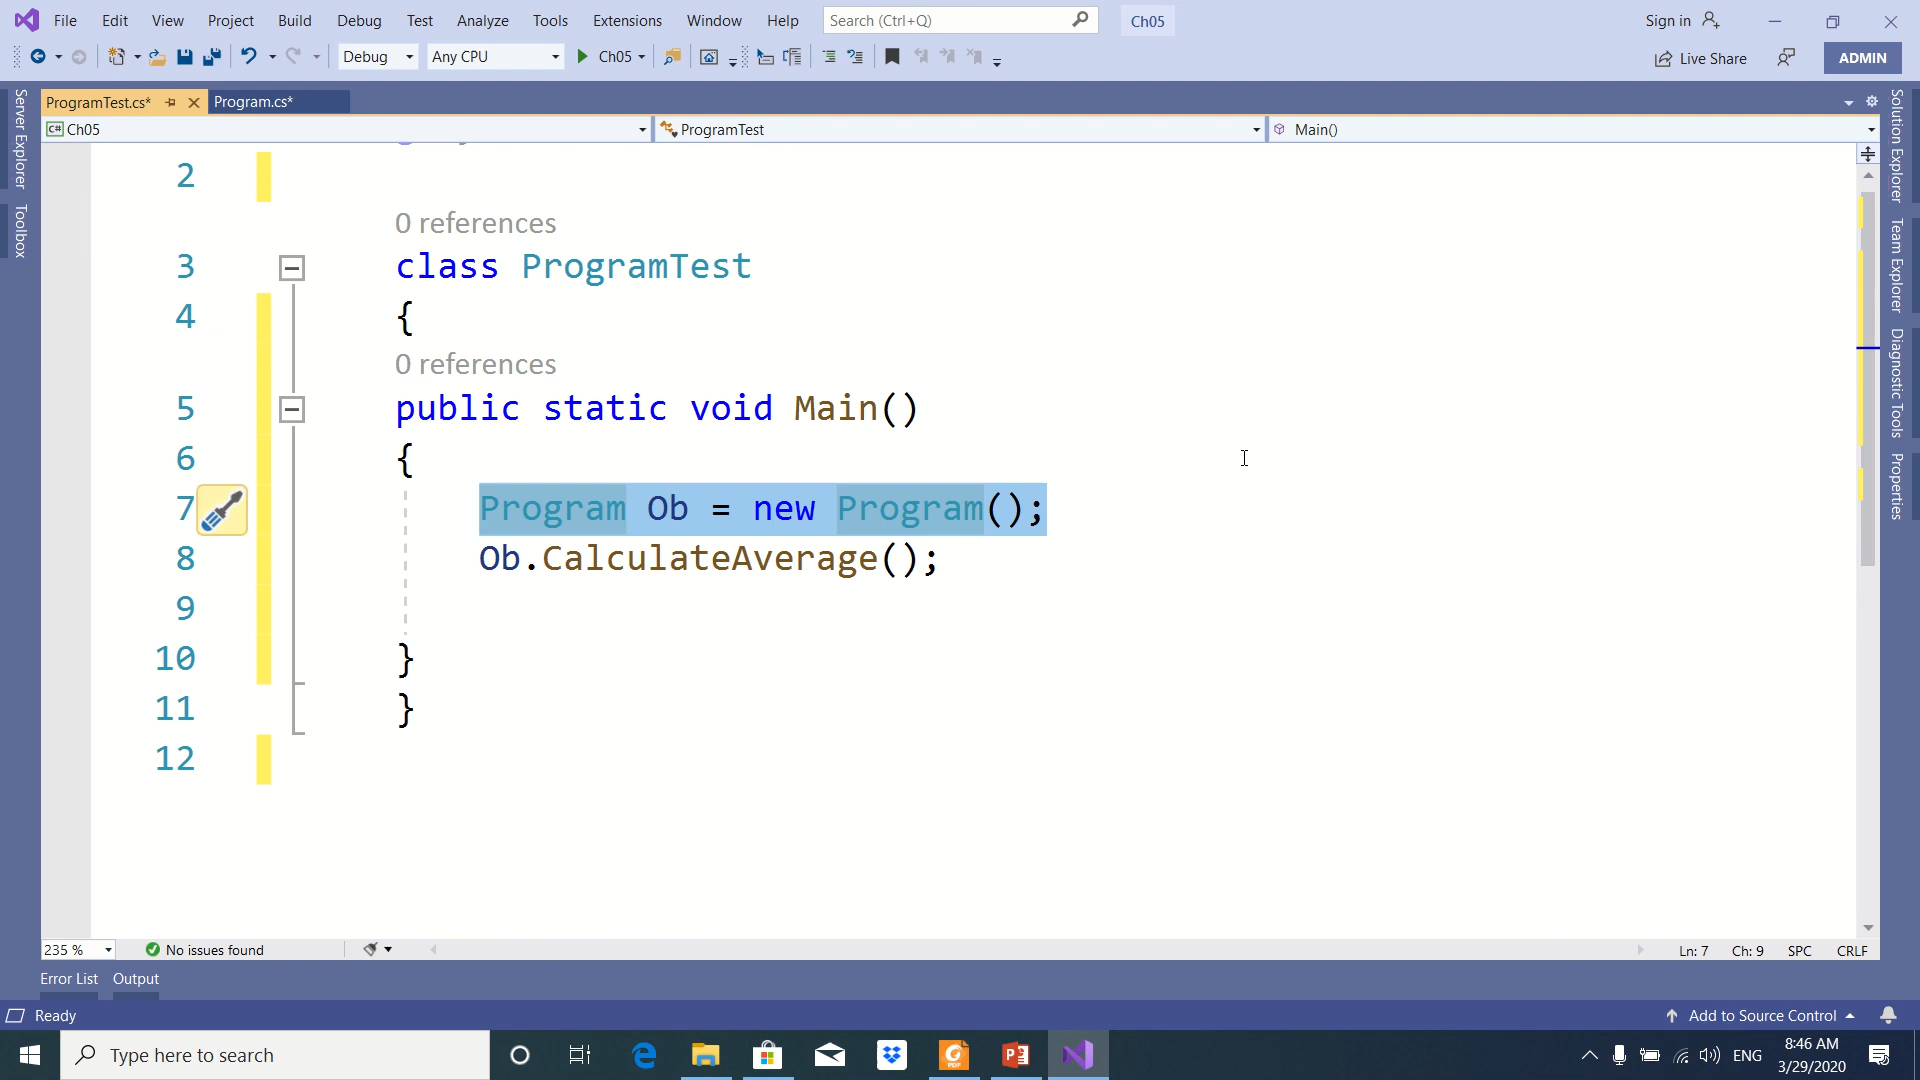 File Edit View Project Build Debug Test Analyze Tools Extensions Window Help Search (Ctrl+Q) Ch05 Sign in
Debug Any CPU Ch05 Live Share ADMIN
ProgramTest.cs* Program.cs*
C# Ch05 ProgramTest Main()
Server Explorer
Toolbox
Solution Explorer
Team Explorer
Diagnostic Tools
Properties
2
0 references
3 class ProgramTest
4 {
0 references
5 public static void Main()
6 {
7 Program Ob = new Program();
8 Ob.CalculateAverage();
9
10 }
11 }
12
235 % No issues found Ln: 7 Ch: 9 SPC CRLF
Error List Output
Ready Add to Source Control
Type here to search ENG 8:46 AM
3/29/2020